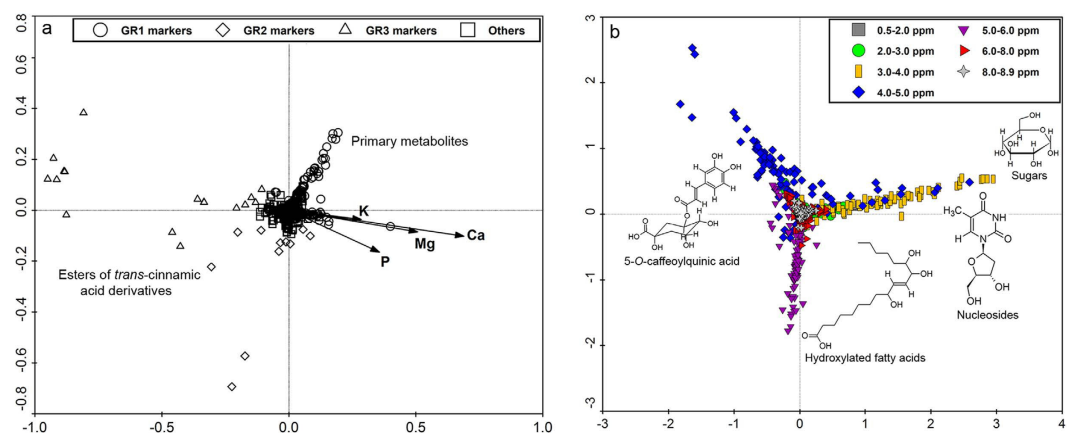 a
GR1 markers
GR2 markers
GR3 markers
Others
0.8
0.6
0.4
0.2
0.0
-0.2
-0.4
-0.6
-0.8
-1.0
-0.5
0.0
0.5
1.0
Primary metabolites
K
Mg
Ca
P
Esters of trans-cinnamic
acid derivatives
b
0.5-2.0 ppm
2.0-3.0 ppm
3.0-4.0 ppm
4.0-5.0 ppm
5.0-6.0 ppm
6.0-8.0 ppm
8.0-8.9 ppm
3
2
1
0
-1
-2
-3
-3
-2
-1
0
1
2
3
4
5-O-caffeoylquinic acid
Hydroxylated fatty acids
Sugars
Nucleosides